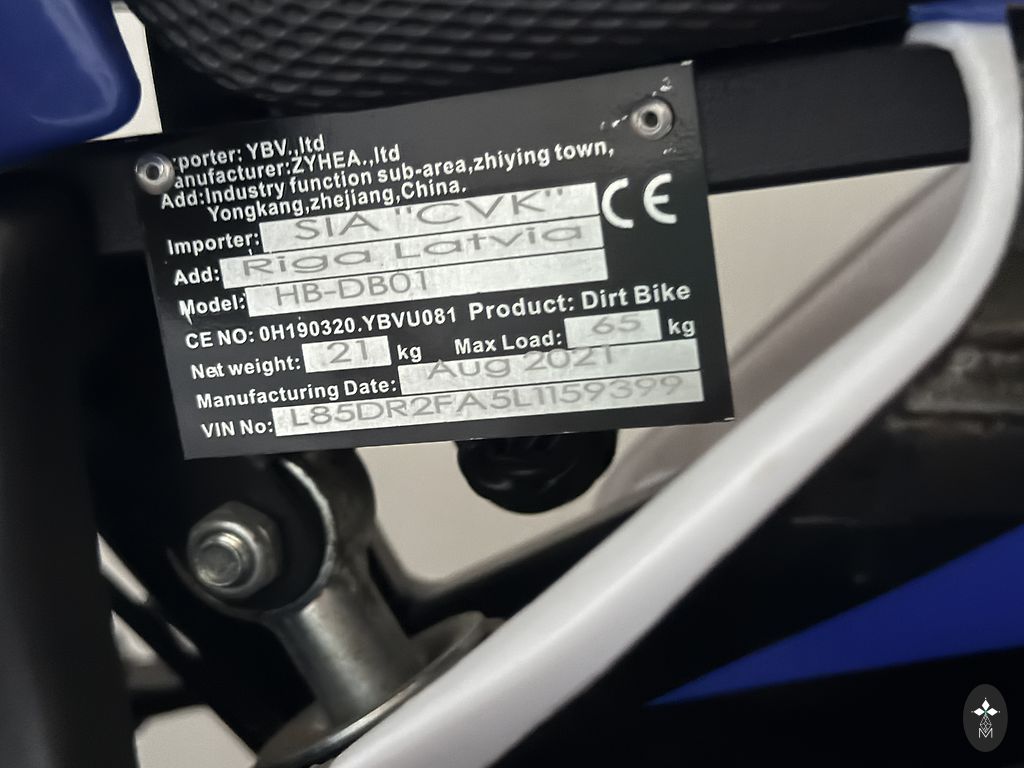 porter: YBV.,ltd
anufacturer:ZYHEA.,ltd
Add:Industry function sub-area,zhiying town,
Yongkang,zhejiang,China.
CE
Importer: SIA "CVK"
Add: Riga Latvia
Model: HB-DB01
CE NO: 0H190320.YBVU081 Product: Dirt Bike
Net weight: 21 kg Max Load: 65 kg
Manufacturing Date: Aug 2021
VIN No: L85DR2FA5L1159399
M